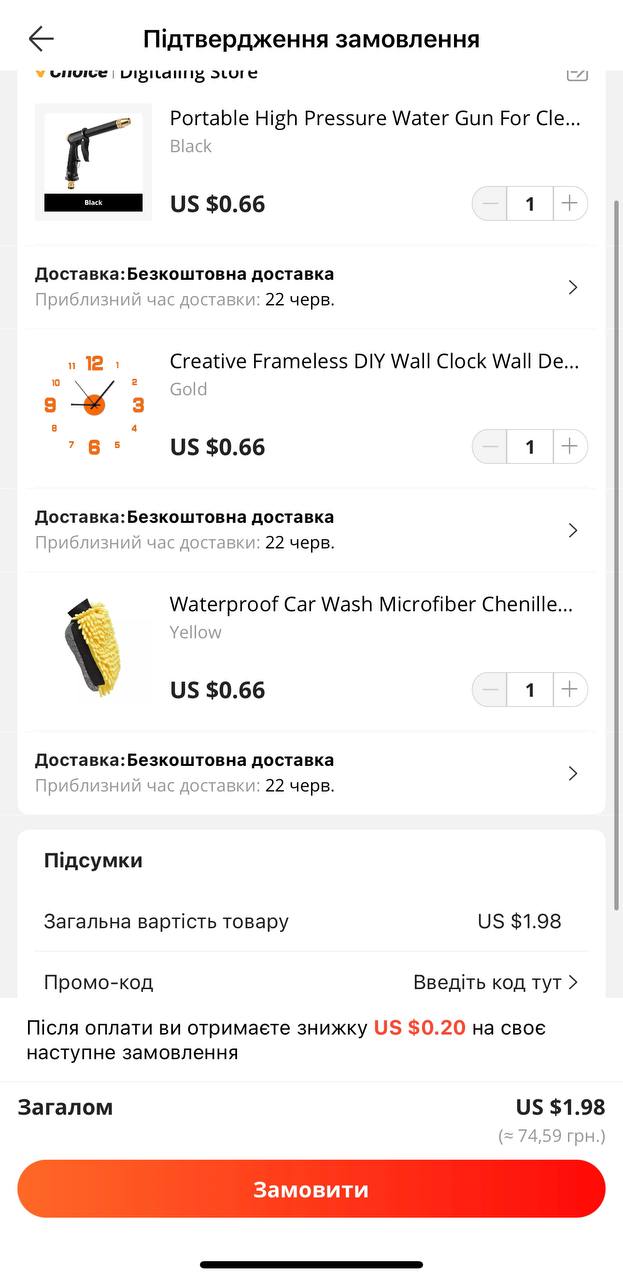 Підтвердження замовлення
Choice | Digitaling Store
Portable High Pressure Water Gun For Cle...
Black
Black
US $0.66
1
Доставка:Безкоштовна доставка
Приблизний час доставки: 22 черв.
Creative Frameless DIY Wall Clock Wall De...
Gold
12
11
1
10
2
9
3
8
4
7
6
5
US $0.66
1
Доставка:Безкоштовна доставка
Приблизний час доставки: 22 черв.
Waterproof Car Wash Microfiber Chenille...
Yellow
US $0.66
1
Доставка:Безкоштовна доставка
Приблизний час доставки: 22 черв.
Підсумки
Загальна вартість товару US $1.98
Промо-код Введіть код тут
Після оплати ви отримаєте знижку US $0.20 на своє
наступне замовлення
Загалом US $1.98
(≈ 74,59 грн.)
Замовити